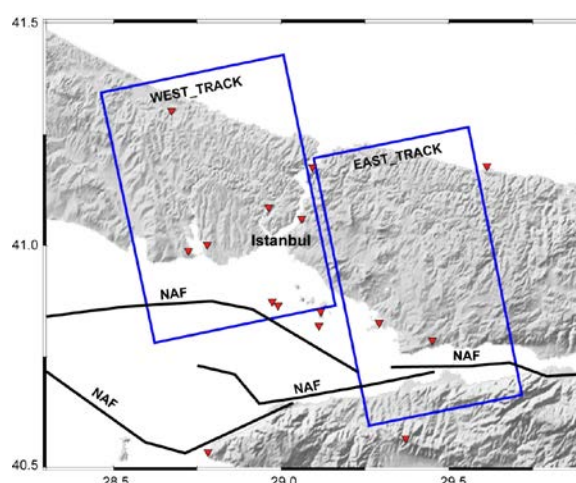 41.5
WEST_TRACK
EAST_TRACK
41.0
Istanbul
NAF
NAF
NAF
NAF
40.5
28.5
29.0
29.5